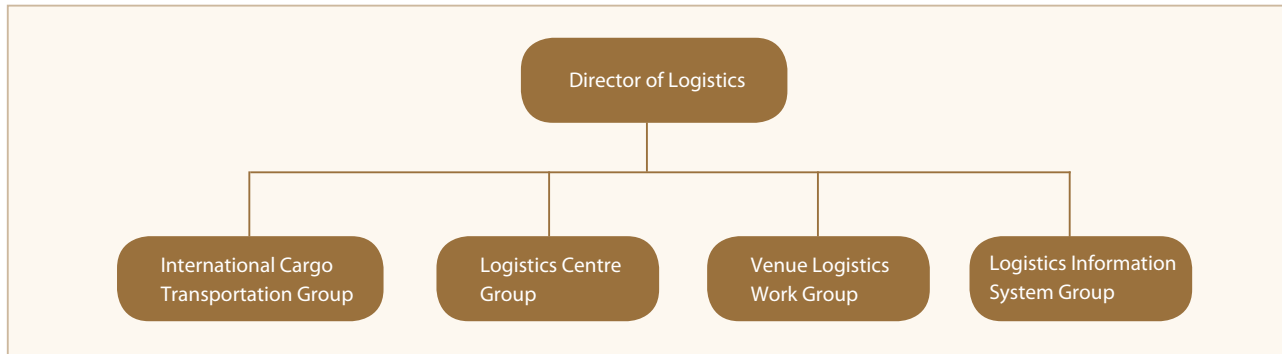 Director of Logistics
International Cargo
Transportation Group
Logistics Centre
Group
Venue Logistics
Work Group
Logistics Information
System Group